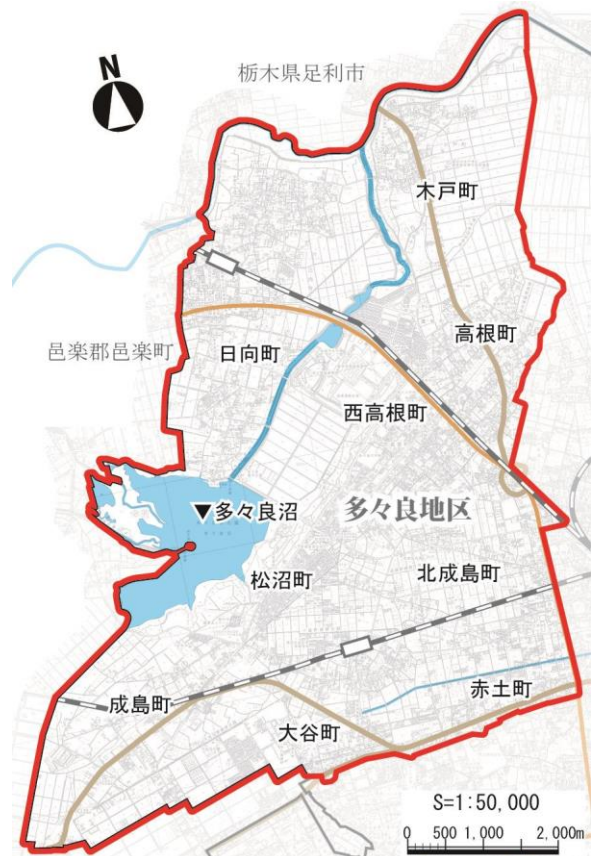 栃木県足利市
N
木戸町
高根町
邑楽郡邑楽町
日向町
西高根町
▼多々良沼
多々良地区
松沼町
北成島町
成島町
赤土町
大谷町
S=1:50,000
0 500 1,000 2,000m